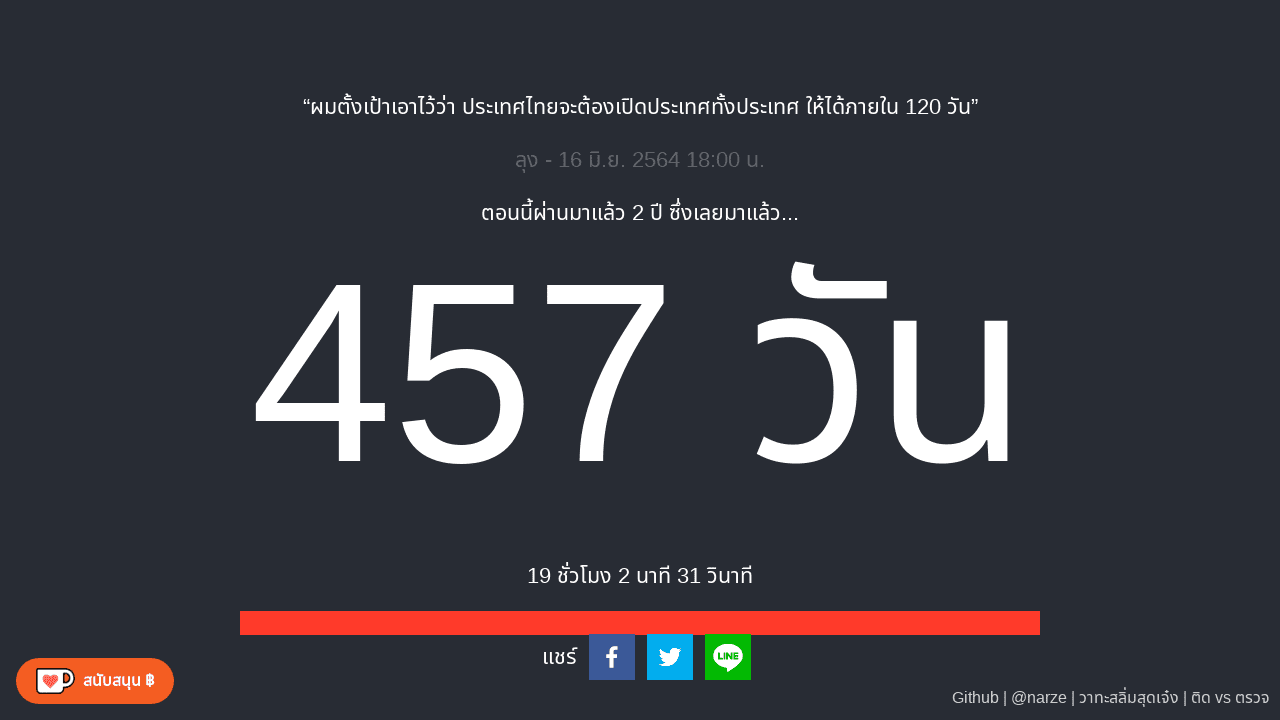 “ผมตั้งเป้าเอาไว้ว่า ประเทศไทยจะต้องเปิดประเทศทั้งประเทศ ให้ได้ภายใน 120 วัน”
ลุง - 16 มิ.ย. 2564 18:00 น.
ตอนนี้ผ่านมาแล้ว 2 ปี ซึ่งเลยมาแล้ว...
457 วัน
19 ชั่วโมง 2 นาที 31 วินาที
แชร์
LINE
สนับสนุน ฿
Github | @narze | วาทะสลิ่มสุดเจ๋ง | ติด vs ตรวจ